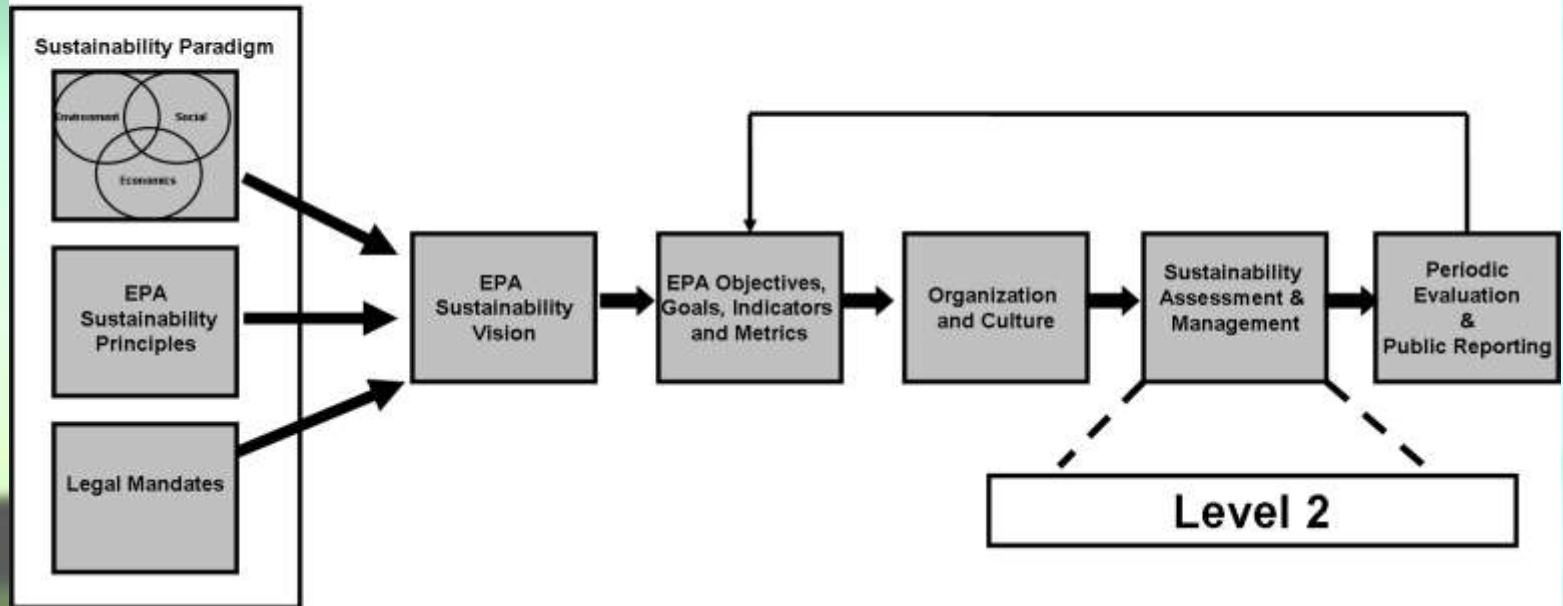 Sustainability Paradigm
Environment
Social
Economics
EPA
Sustainability
Principles
Legal Mandates
EPA
Sustainability
Vision
EPA Objectives,
Goals, Indicators
and Metrics
Organization
and Culture
Sustainability
Assessment &
Management
Periodic
Evaluation
&
Public Reporting
Level 2